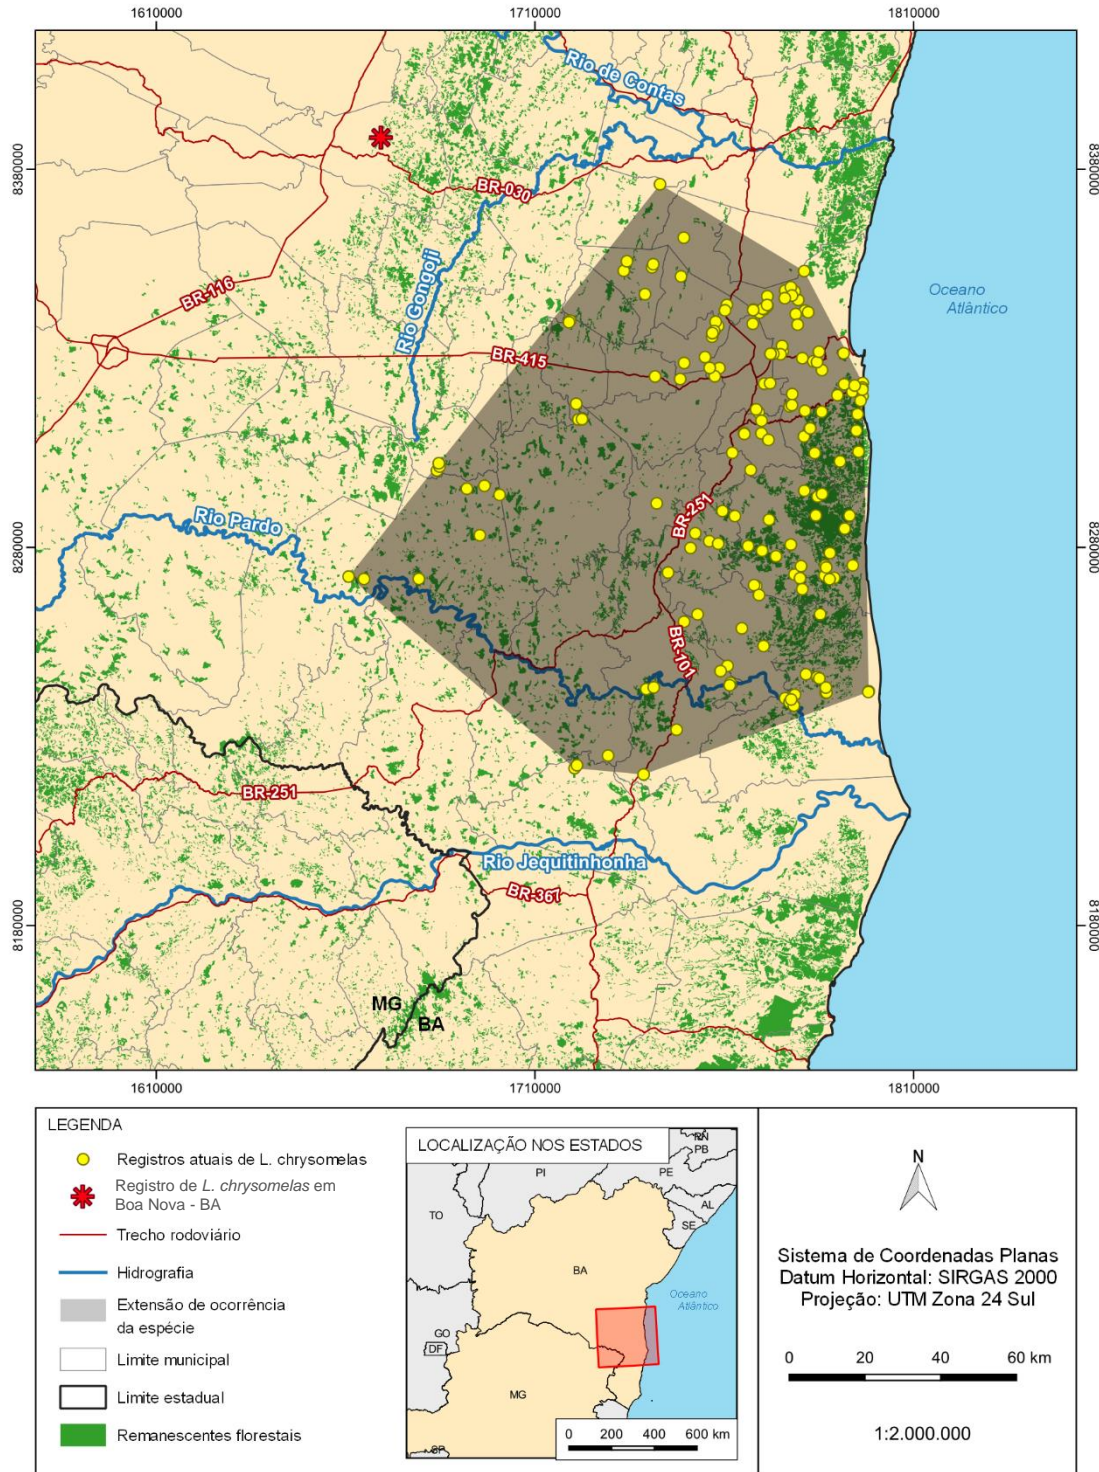 1610000
1710000
1810000
Rio de Contas
8380000
8380000
BR-030
Rio Gongoji
BR-116
Oceano
Atlântico
BR-415
Rio Pardo
BR-251
8280000
8280000
BR-101
BR-251
Rio Jequitinhonha
BR-367
8180000
8180000
MG
BA
1610000
1710000
1810000
LEGENDA
Registros atuais de L. chrysomelas
Registro de L. chrysomelas em
Boa Nova - BA
Trecho rodoviário
Hidrografia
Extensão de ocorrência
da espécie
Limite municipal
Limite estadual
Remanescentes florestais
LOCALIZAÇÃO NOS ESTADOS
RN
PB
PI
PE
AL
SE
TO
BA
Oceano
Atlântico
GO
DF
MG
SP
0 200 400 600 km
N
Sistema de Coordenadas Planas
Datum Horizontal: SIRGAS 2000
Projeção: UTM Zona 24 Sul
0 20 40 60 km
1:2.000.000